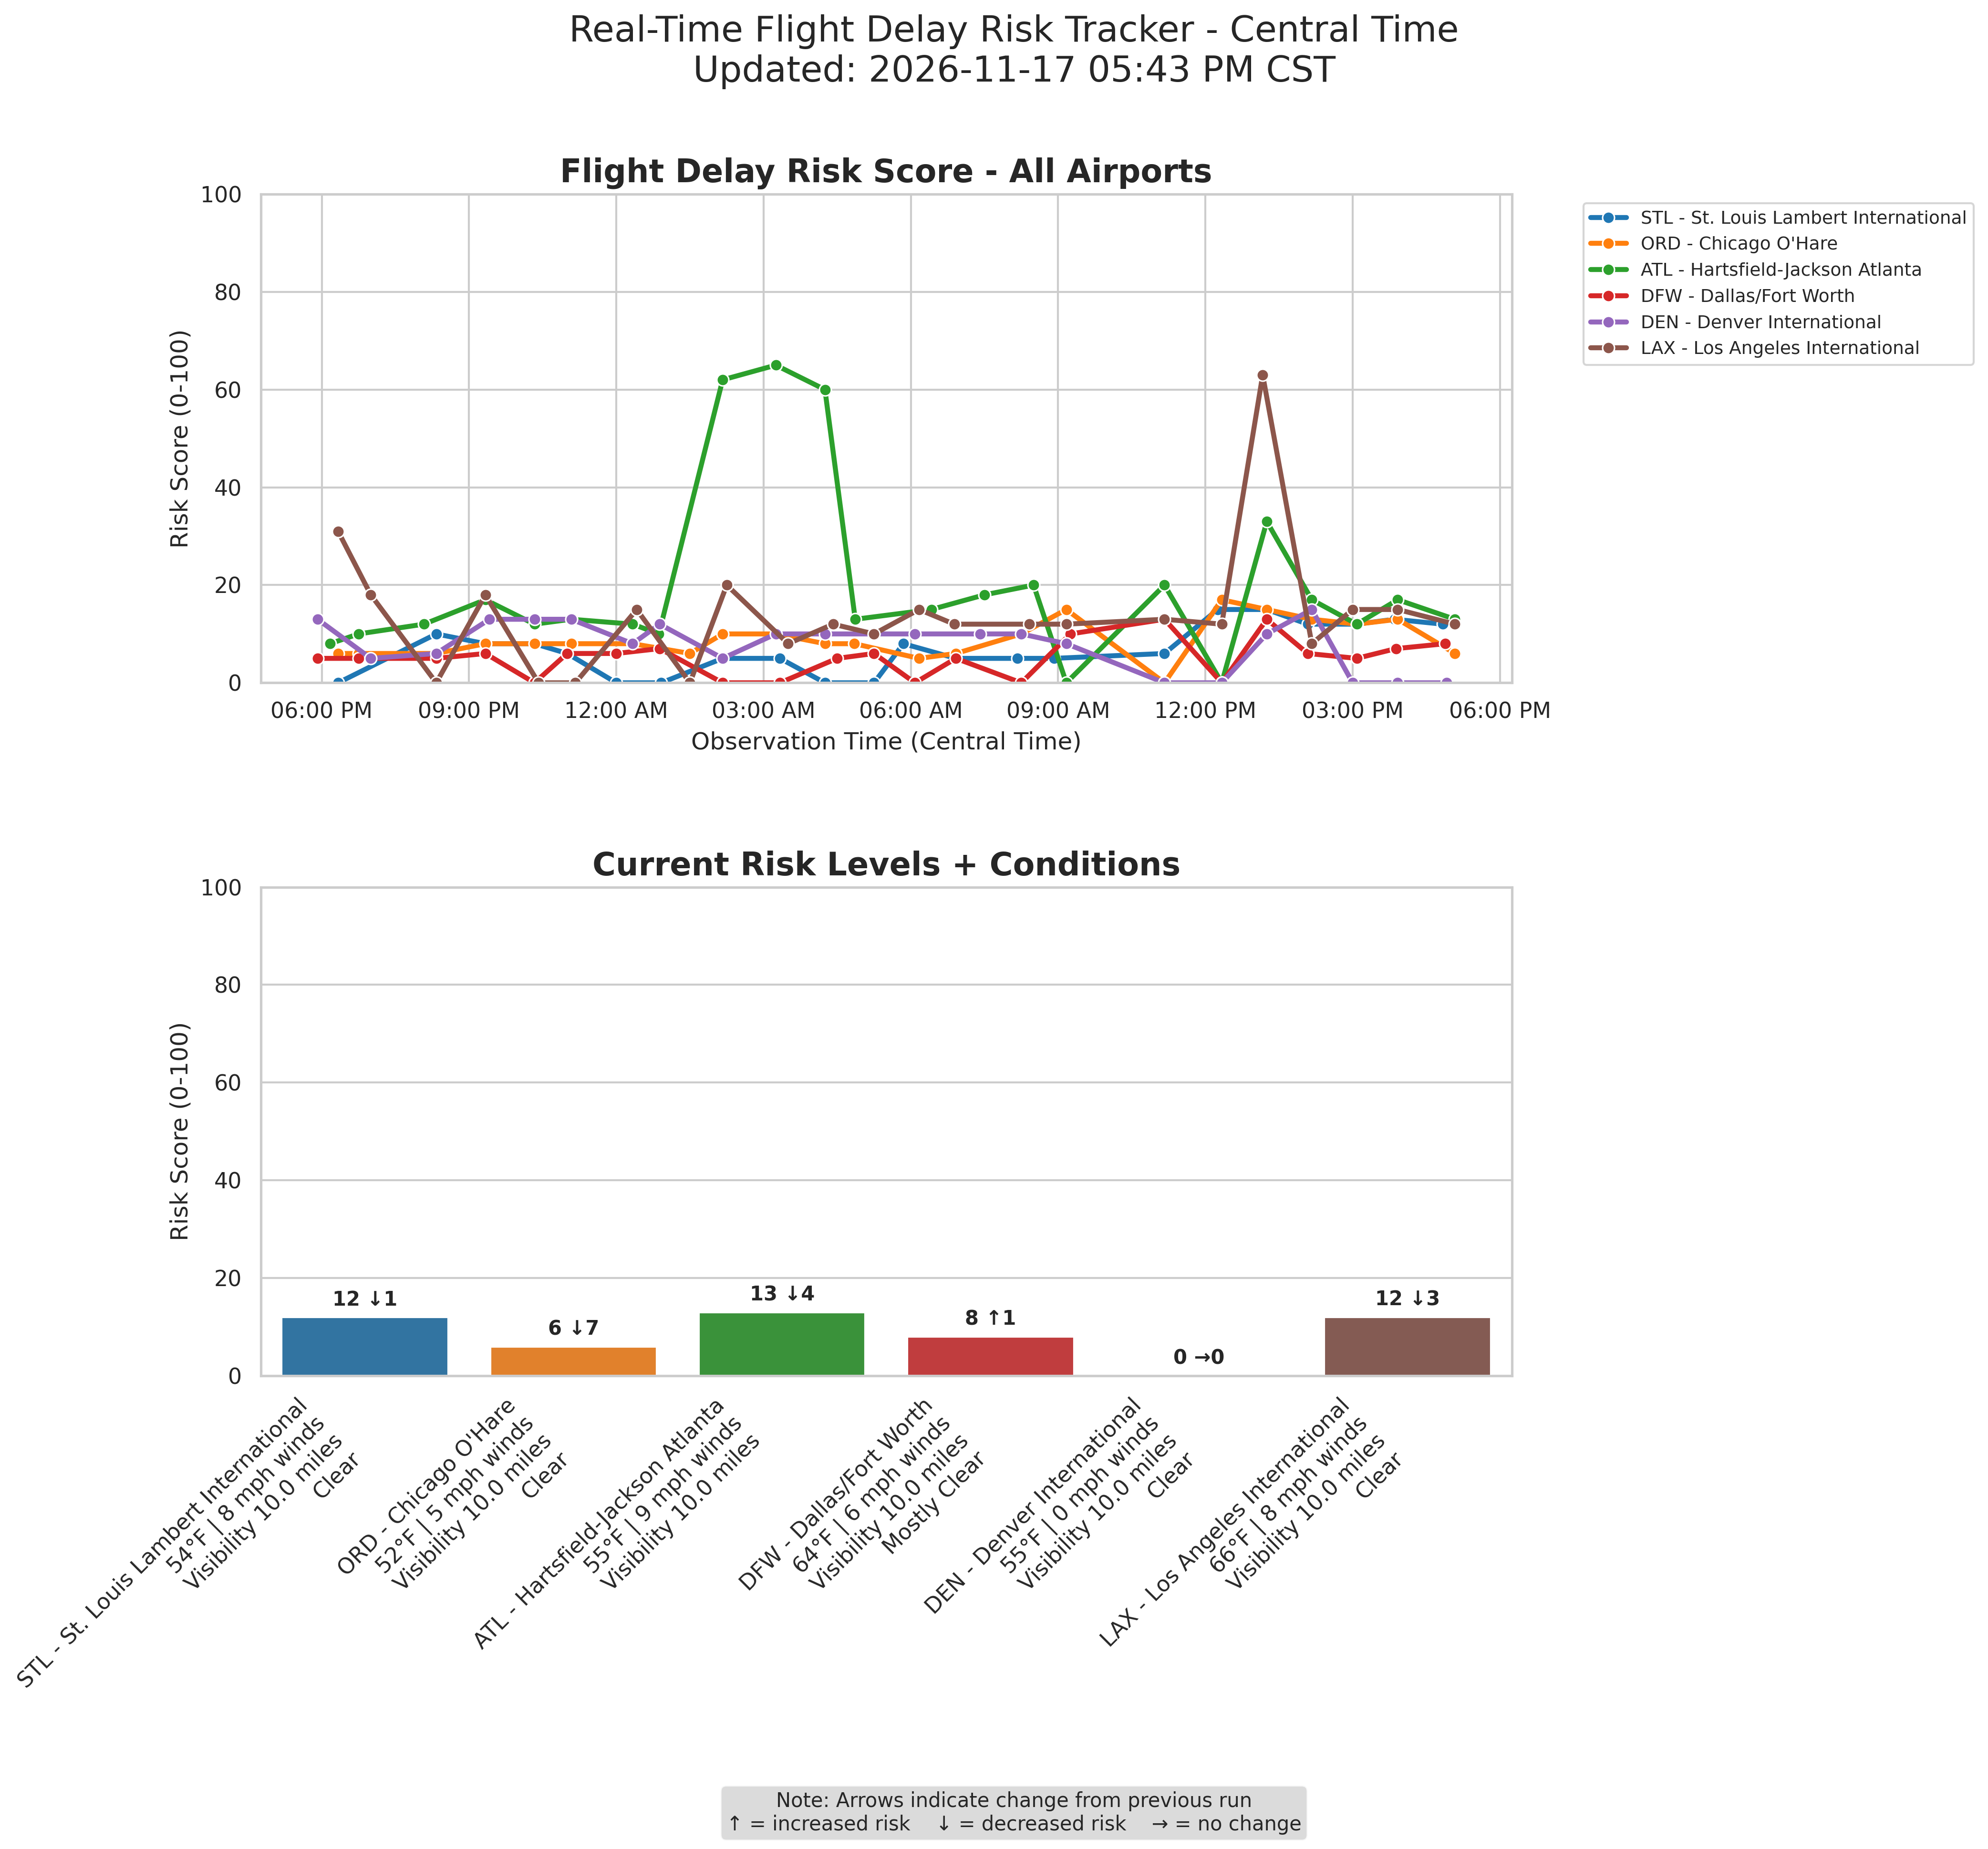 Real-Time Flight Delay Risk Tracker - Central Time
Updated: 2026-11-17 05:43 PM CST
Flight Delay Risk Score - All Airports
100
80
60
40
20
0
Risk Score (0-100)
06:00 PM
09:00 PM
12:00 AM
03:00 AM
06:00 AM
09:00 AM
12:00 PM
03:00 PM
06:00 PM
Observation Time (Central Time)
STL - St. Louis Lambert International
ORD - Chicago O'Hare
ATL - Hartsfield-Jackson Atlanta
DFW - Dallas/Fort Worth
DEN - Denver International
LAX - Los Angeles International
Current Risk Levels + Conditions
100
80
60
40
20
0
Risk Score (0-100)
12 ↓1
6 ↓7
13 ↓4
8 ↑1
0 →0
12 ↓3
STL - St. Louis Lambert International
54°F | 8 mph winds
Visibility 10.0 miles
Clear
ORD - Chicago O'Hare
52°F | 5 mph winds
Visibility 10.0 miles
Clear
ATL - Hartsfield-Jackson Atlanta
55°F | 9 mph winds
Visibility 10.0 miles
DFW - Dallas/Fort Worth
64°F | 6 mph winds
Visibility 10.0 miles
Mostly Clear
DEN - Denver International
55°F | 0 mph winds
Visibility 10.0 miles
Clear
LAX - Los Angeles International
66°F | 8 mph winds
Visibility 10.0 miles
Clear
Note: Arrows indicate change from previous run
↑ = increased risk ↓ = decreased risk → = no change